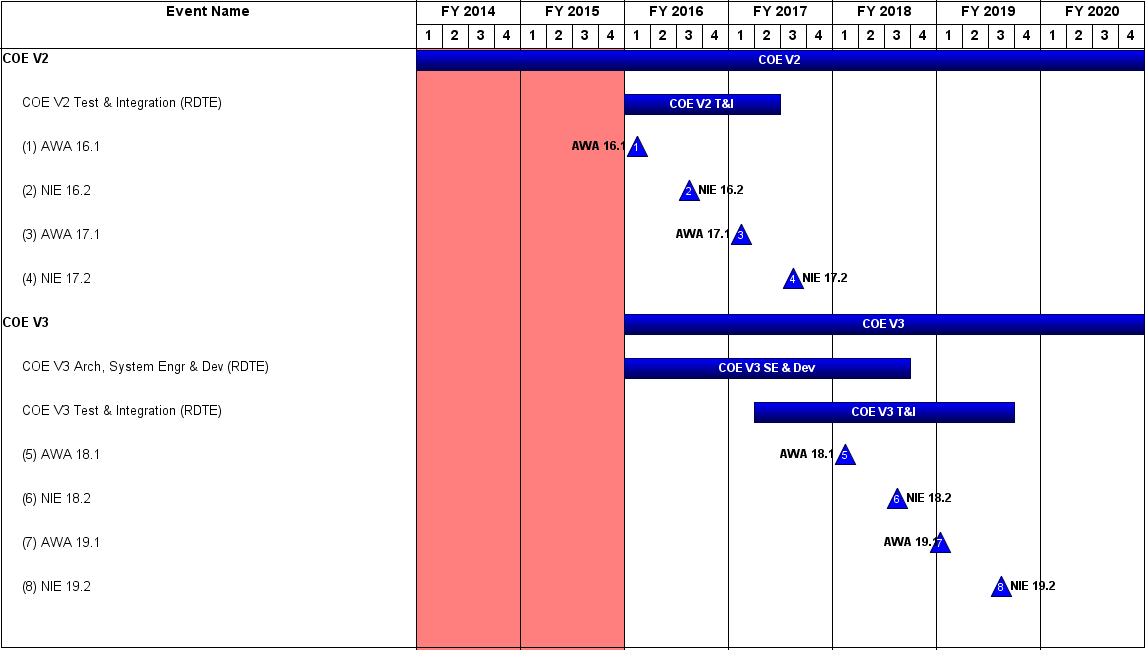 Event Name FY 2014 FY 2015 FY 2016 FY 2017 FY 2018 FY 2019 FY 2020
1 2 3 4 1 2 3 4 1 2 3 4 1 2 3 4 1 2 3 4 1 2 3 4 1 2 3 4
COE V2 COE V2
COE V2 Test & Integration (RDTE) COE V2 T&I
(1) AWA 16.1 AWA 16.1 1
(2) NIE 16.2 2 NIE 16.2
(3) AWA 17.1 AWA 17.1 3
(4) NIE 17.2 4 NIE 17.2
COE V3 COE V3
COE V3 Arch, System Engr & Dev (RDTE) COE V3 SE & Dev
COE V3 Test & Integration (RDTE) COE V3 T&I
(5) AWA 18.1 AWA 18.1 5
(6) NIE 18.2 6 NIE 18.2
(7) AWA 19.1 AWA 19.1 7
(8) NIE 19.2 8 NIE 19.2